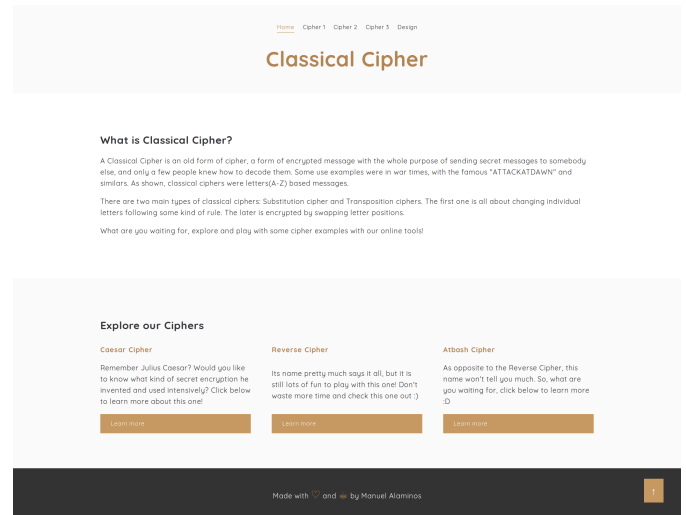 Home Cipher 1 Cipher 2 Cipher 3 Design
Classical Cipher
What is Classical Cipher?
A Classical Cipher is an old form of cipher, a form of encrypted message with the whole purpose of sending secret messages to somebody
else, and only a few people knew how to decode them. Some use examples were in war times, with the famous "ATTACKATDAWN" and
similars. As shown, classical ciphers were letters(A-Z) based messages.
There are two main types of classical ciphers: Substitution cipher and Transposition ciphers. The first one is all about changing individual
letters following some kind of rule. The later is encrypted by swapping letter positions.
What are you waiting for, explore and play with some cipher examples with our online tools!
Explore our Ciphers
Caesar Cipher
Remember Julius Caesar? Would you like
to know what kind of secret encryption he
invented and used intensively? Click below
to learn more about this one!
Learn more
Reverse Cipher
Its name pretty much says it all, but it is
still lots of fun to play with this one! Don't
waste more time and check this one out :)
Learn more
Atbash Cipher
As opposite to the Reverse Cipher, this
name won't tell you much. So, what are
you waiting for, click below to learn more
:D
Learn more
Made with ♡ and ☕ by Manuel Alaminos
↑